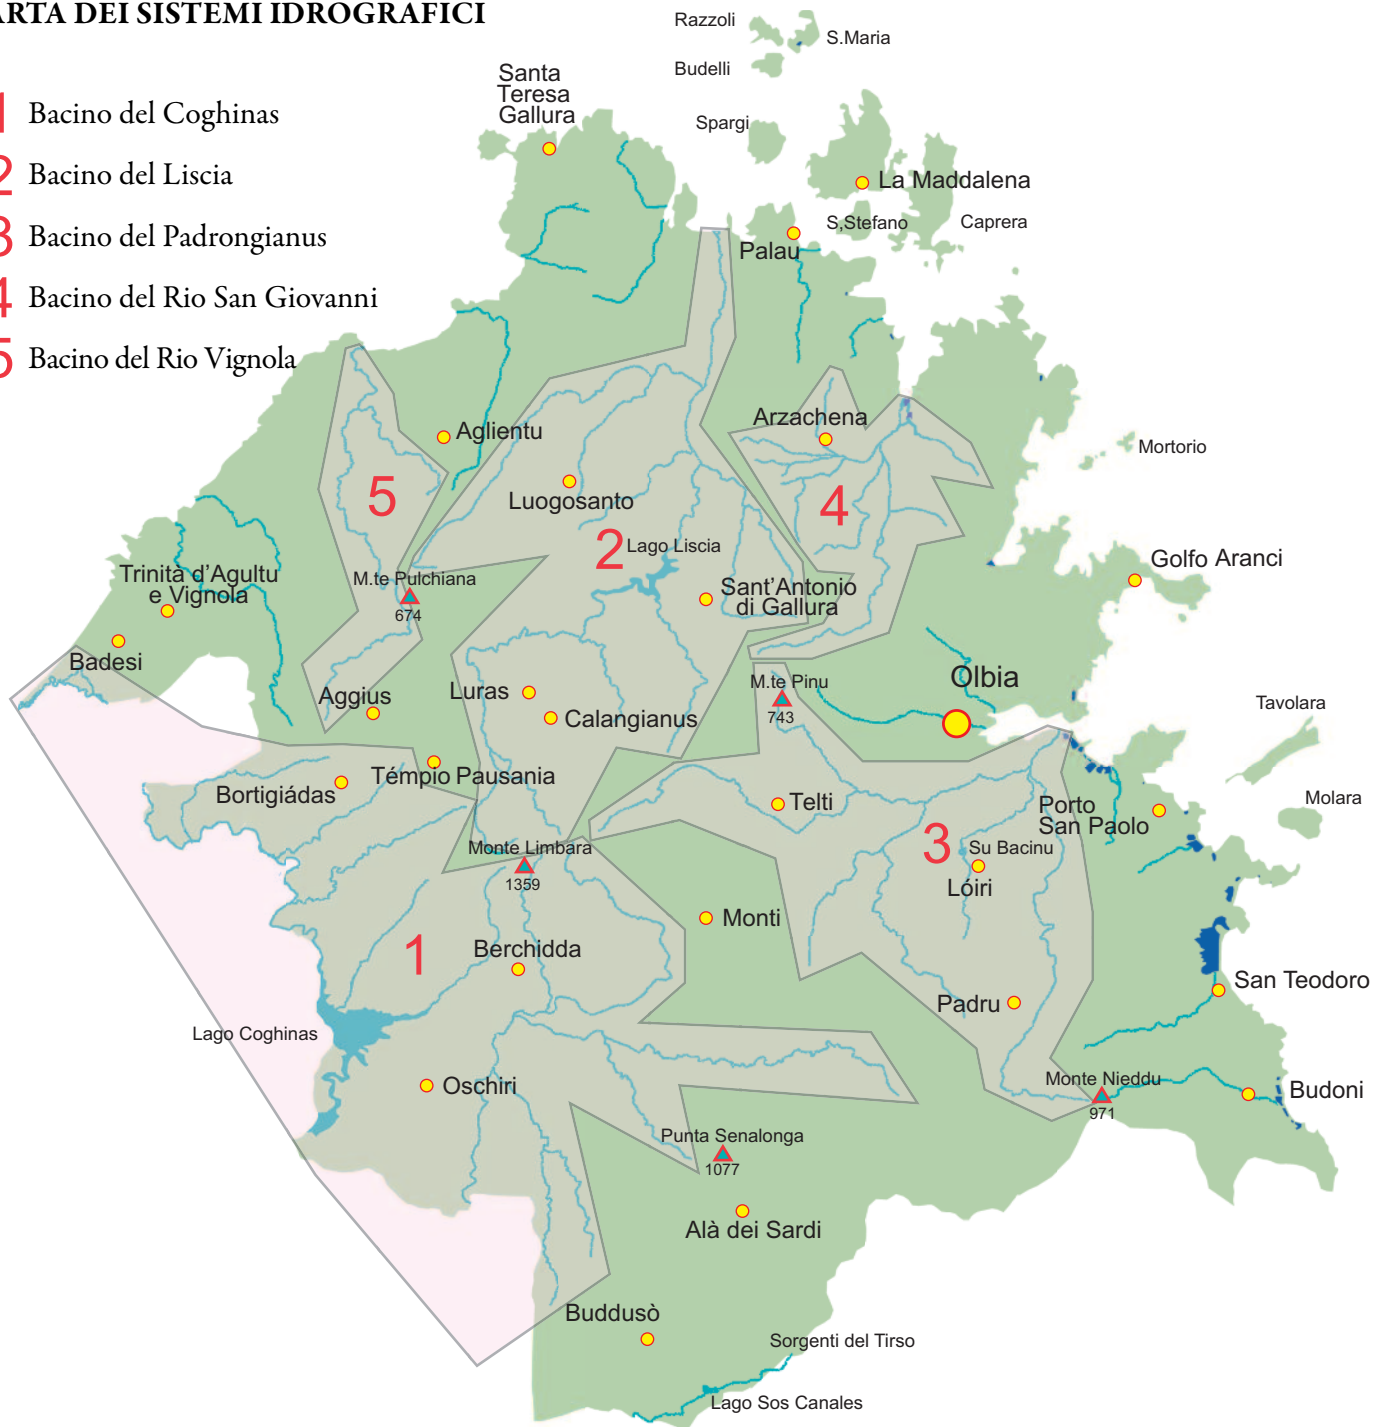 ARTA DEI SISTEMI IDROGRAFICI
1 Bacino del Coghinas
2 Bacino del Liscia
3 Bacino del Padrongianus
4 Bacino del Rio San Giovanni
5 Bacino del Rio Vignola
Razzoli
S.Maria
Budelli
Santa
Teresa
Gallura
Spargi
La Maddalena
S,Stefano
Caprera
Palau
Arzachena
Aglientu
Mortorio
5
Luogosanto
4
2
Lago Liscia
Golfo Aranci
Trinita d'Agultu
e Vignola
M.te Pulchiana
674
Sant'Antonio
di Gallura
Badesi
Olbia
M.te Pinu
743
Aggius
Luras
Calangianus
Tavolara
Témpio Pausania
Bortigiádas
Telti
Porto
San Paolo
Molara
3
Su Bacinu
Lóiri
Monte Limbara
1359
Monti
1
Berchidda
San Teodoro
Padru
Lago Coghinas
Oschiri
Monte Nieddu
971
Budoni
Punta Senalonga
1077
Alà dei Sardi
Buddusò
Sorgenti del Tirso
Lago Sos Canales